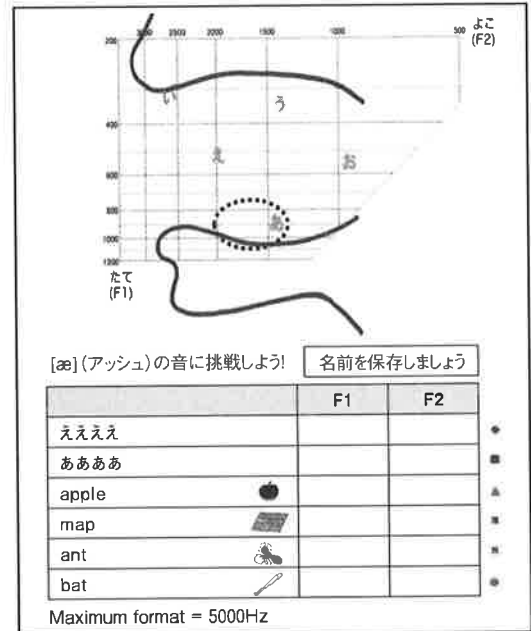 よこ
(F2)
200 3000 2500 2000 1500 1000 500
い
う
400
え
お
600
800
あ
1000
1200
たて
(F1)
[æ] (アッシュ) の音に挑戦しよう! 名前を保存しましょう
F1 F2
ええええ
ああああ
apple
map
ant
bat
Maximum format = 5000Hz